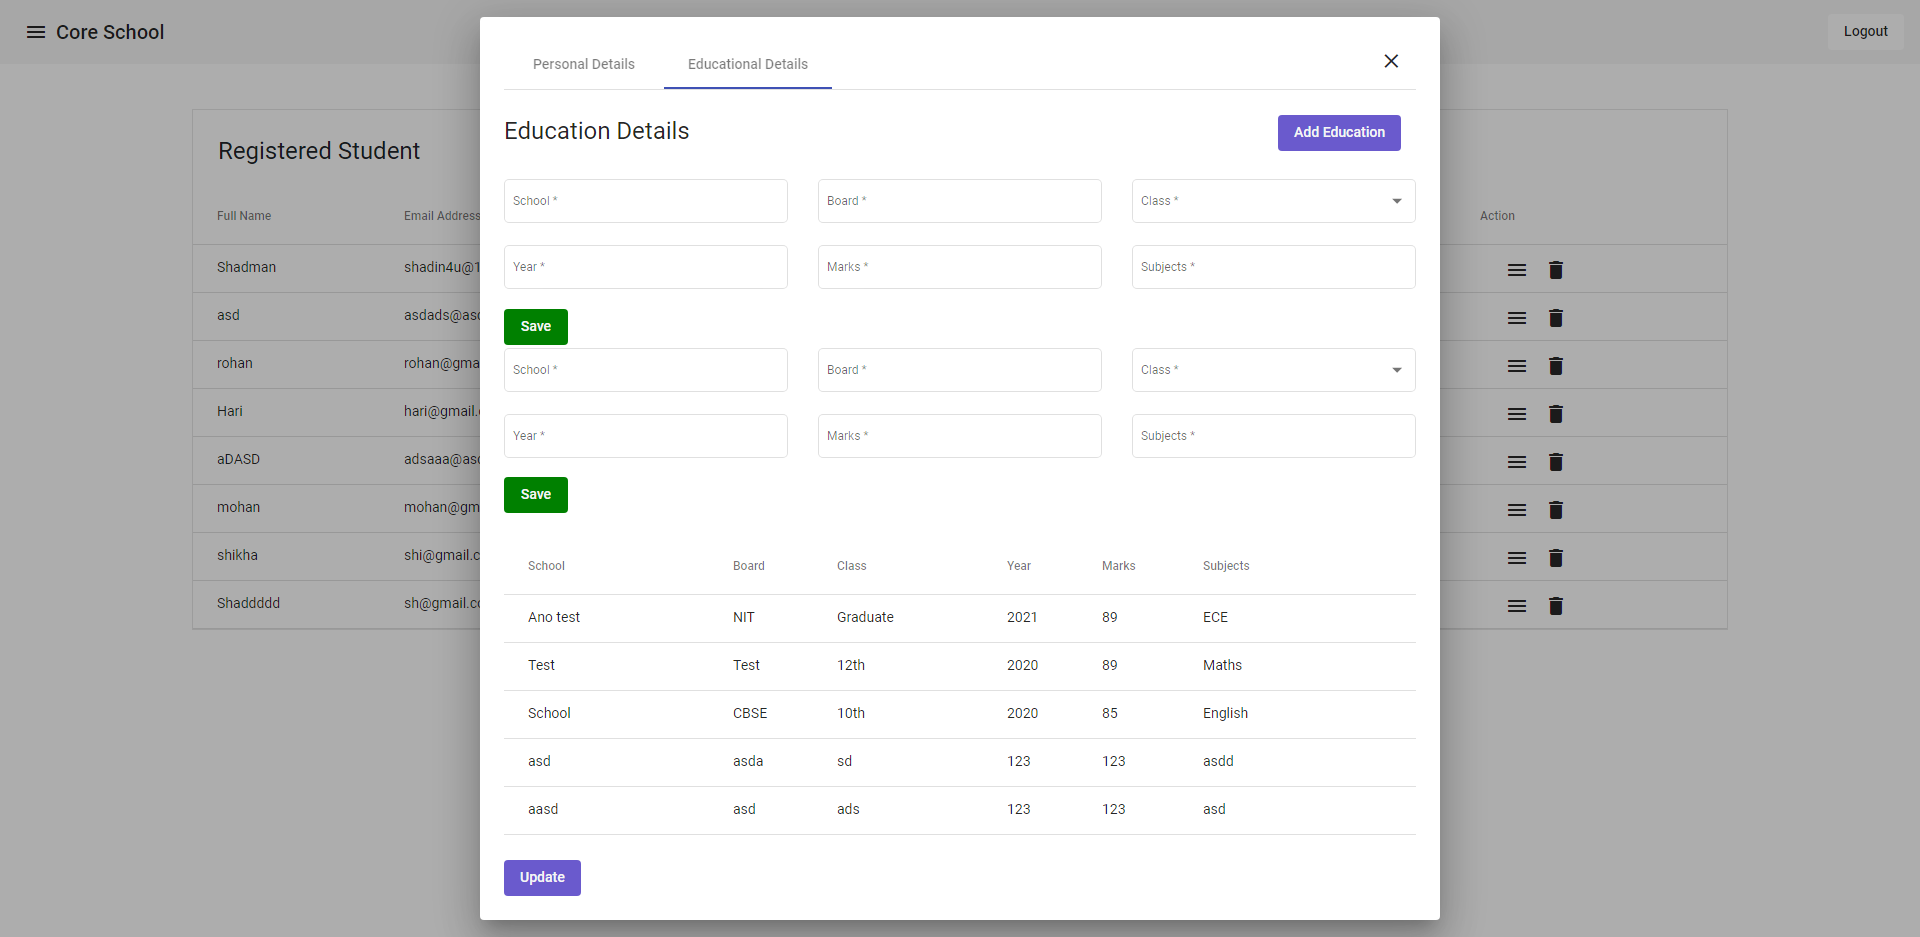 Core School
Logout
Registered Student
Full Name Email Address Action
Shadman shadin4u@1
asd asdads@asd
rohan rohan@gma
Hari hari@gmail.
aDASD adsaaa@asd
mohan mohan@gm
shikha shi@gmail.c
Shaddddd sh@gmail.co
Personal Details Educational Details
Education Details
Add Education
School * Board * Class *
Year * Marks * Subjects *
Save
School * Board * Class *
Year * Marks * Subjects *
Save
School Board Class Year Marks Subjects
Ano test NIT Graduate 2021 89 ECE
Test Test 12th 2020 89 Maths
School CBSE 10th 2020 85 English
asd asda sd 123 123 asdd
aasd asd ads 123 123 asd
Update